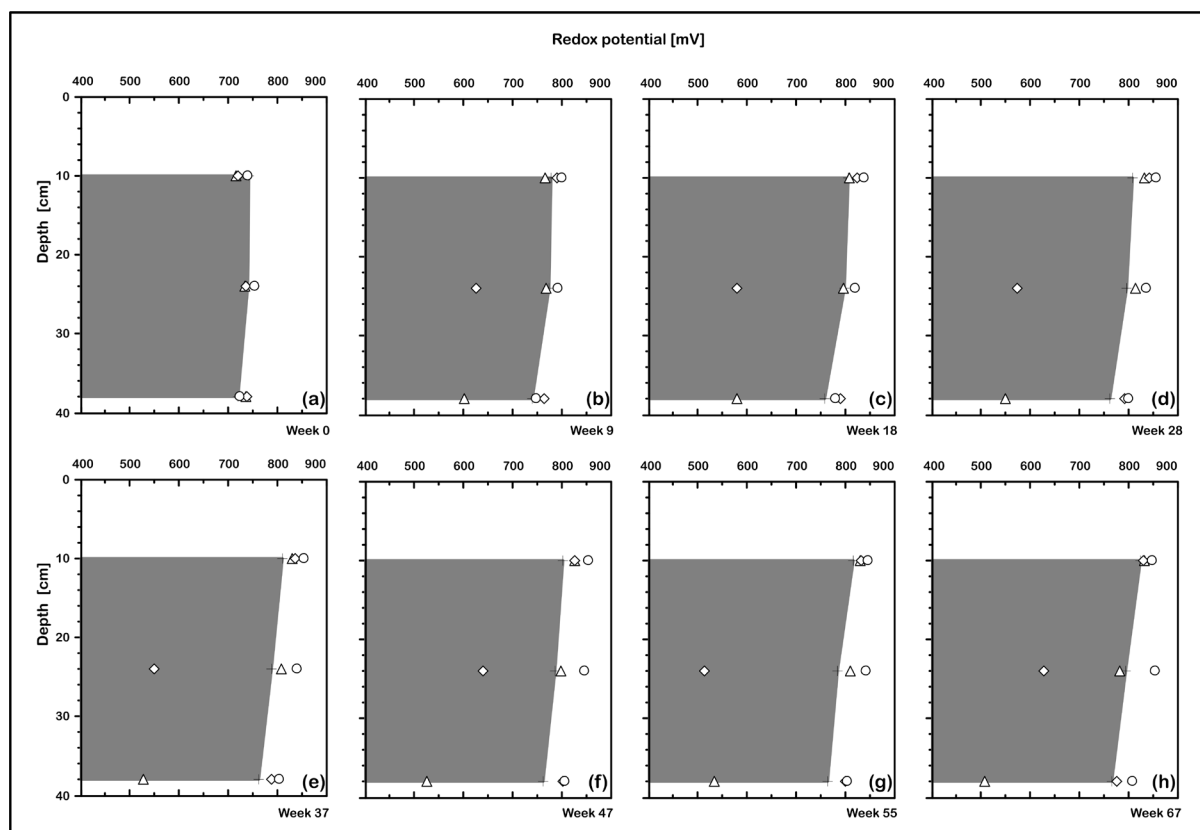 Redox potential [mV]
400 500 600 700 800 900 400 500 600 700 800 900 400 500 600 700 800 900 400 500 600 700 800 900
Depth [cm]
0
10
20
30
40
(a) (b) (c) (d)
Week 0 Week 9 Week 18 Week 28
400 500 600 700 800 900 400 500 600 700 800 900 400 500 600 700 800 900 400 500 600 700 800 900
Depth [cm]
0
10
20
30
40
(e) (f) (g) (h)
Week 37 Week 47 Week 55 Week 67